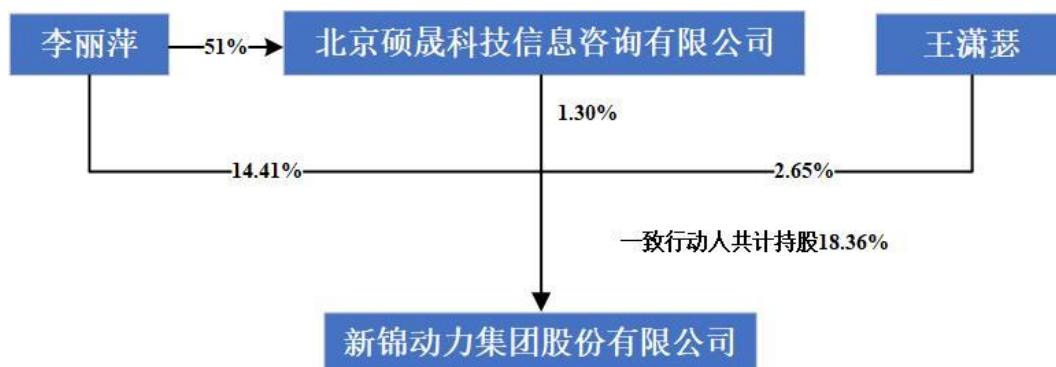 李丽萍
51%
北京硕晟科技信息咨询有限公司
王潇瑟
1.30%
14.41%
2.65%
一致行动人共计持股18.36%
新锦动力集团股份有限公司